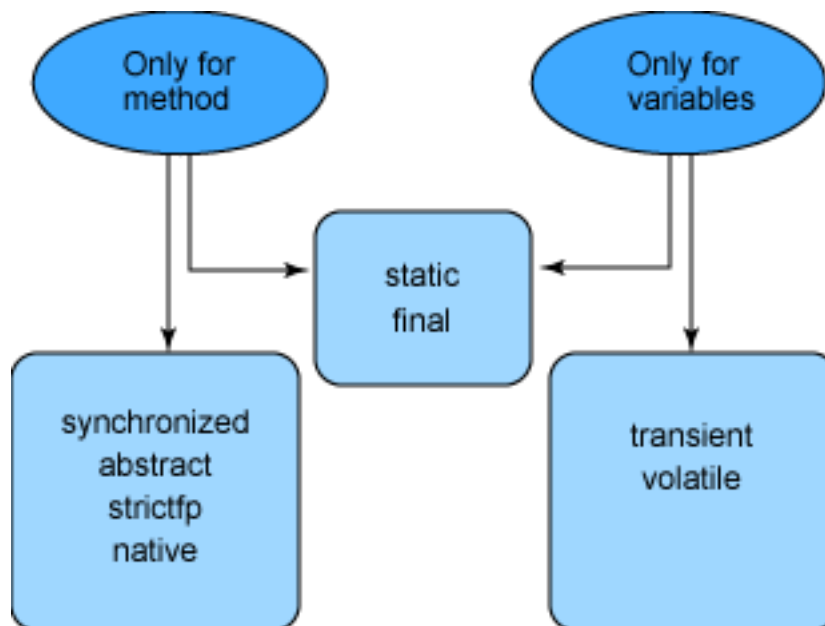 Only for
method
Only for
variables
static
final
synchronized
abstract
strictfp
native
transient
volatile